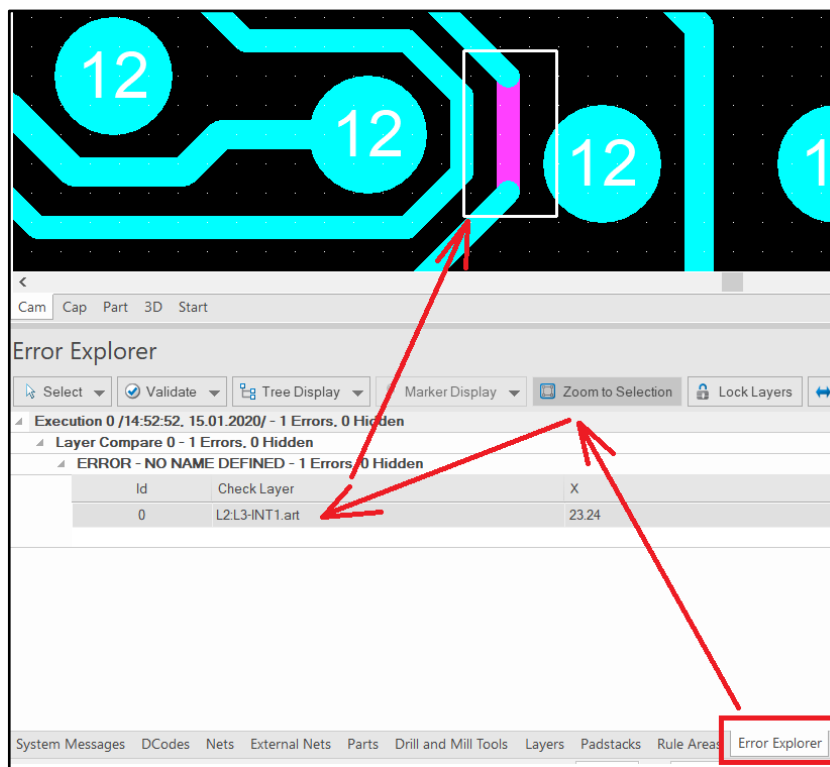 12
12
12
1
Cam Cap Part 3D Start
Error Explorer
Select Validate Tree Display Marker Display Zoom to Selection Lock Layers
Execution 0 /14:52:52, 15.01.2020/ - 1 Errors, 0 Hidden
Layer Compare 0 - 1 Errors, 0 Hidden
ERROR - NO NAME DEFINED - 1 Errors, 0 Hidden
Id Check Layer X
0 L2:L3-INT1.art 23.24
System Messages DCodes Nets External Nets Parts Drill and Mill Tools Layers Padstacks Rule Areas Error Explorer